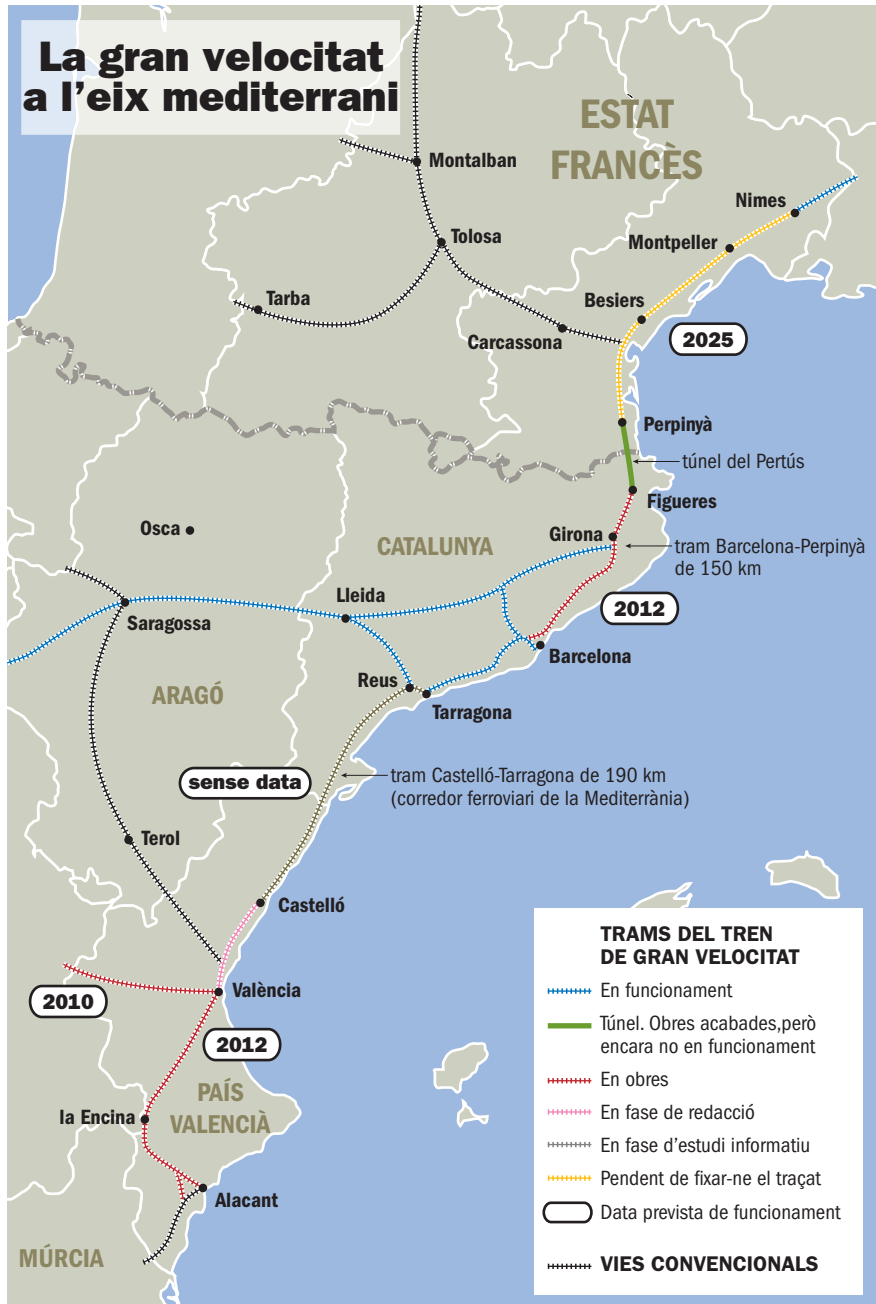 La gran velocitat
a l’eix mediterrani
ESTAT
FRANCÈS
Montalban
Nimes
Tolosa
Montpeller
Tarba
Besiers
Carcassona
2025
Perpinyà
túnel del Pertús
Figueres
Osca
Girona
CATALUNYA
tram Barcelona-Perpinyà
de 150 km
Lleida
2012
Saragossa
Barcelona
Reus
ARAGÓ
Tarragona
sense data
tram Castelló-Tarragona de 190 km
(corredor ferroviari de la Mediterrània)
Terol
Castelló
València
2010
2012
PAÍS
VALENCIÀ
la Encina
Alacant
MÚRCIA
TRAMS DEL TREN
DE GRAN VELOCITAT
En funcionament
Túnel. Obres acabades,però
encara no en funcionament
En obres
En fase de redacció
En fase d’estudi informatiu
Pendent de fixar-ne el traçat
Data prevista de funcionament
VIES CONVENCIONALS